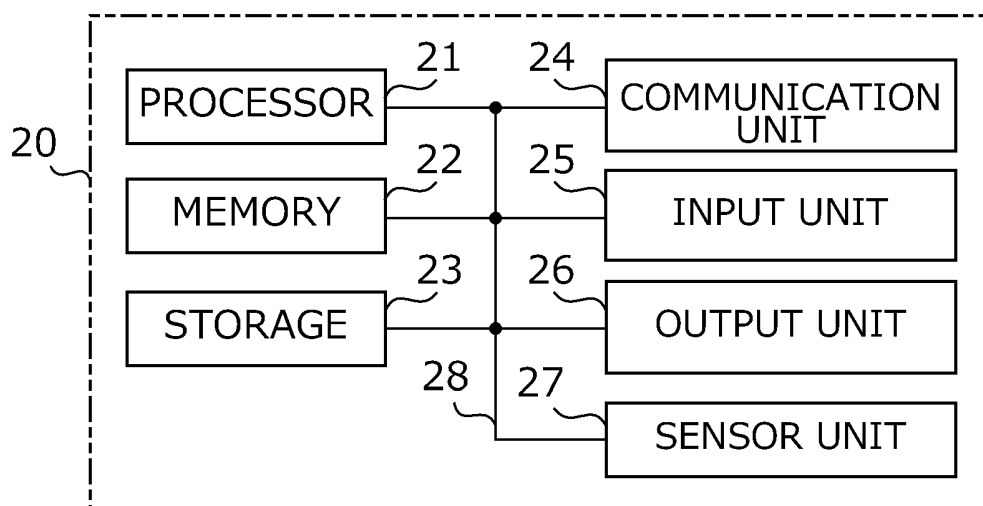 21
24
PROCESSOR
COMMUNICATION
UNIT
20
22
25
MEMORY
INPUT UNIT
23
26
STORAGE
OUTPUT UNIT
28
27
SENSOR UNIT